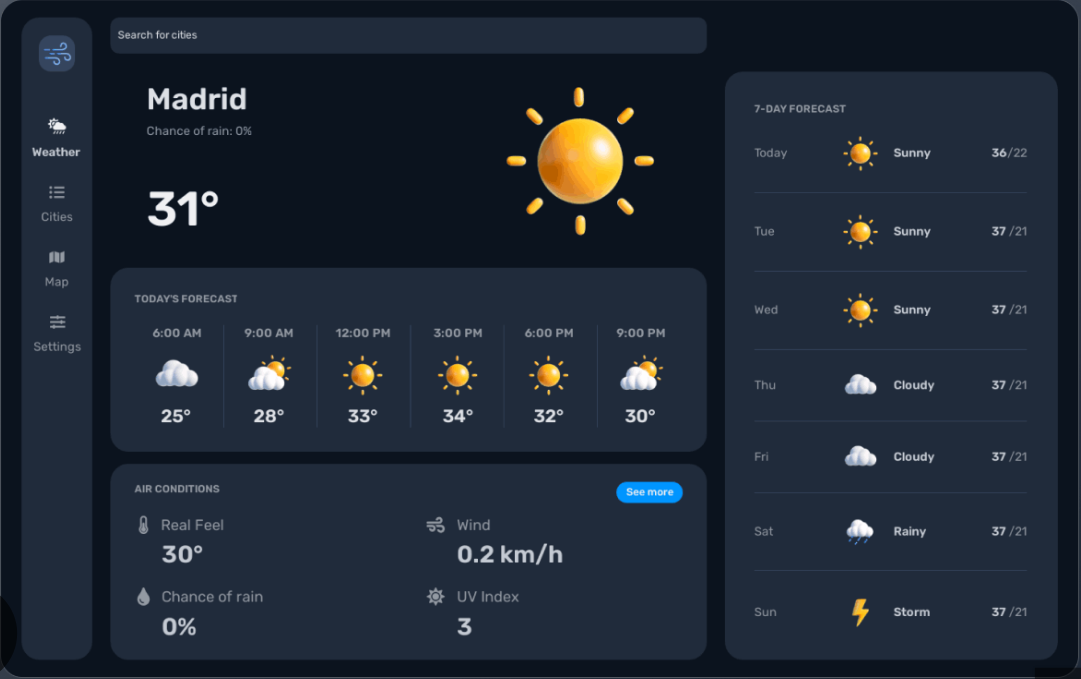 Search for cities
Weather
Cities
Map
Settings
Madrid
Chance of rain: 0%
31°
TODAY'S FORECAST
6:00 AM 9:00 AM 12:00 PM 3:00 PM 6:00 PM 9:00 PM
25° 28° 33° 34° 32° 30°
AIR CONDITIONS
See more
Real Feel
30°
Wind
0.2 km/h
Chance of rain
0%
UV Index
3
7-DAY FORECAST
Today Sunny 36/22
Tue Sunny 37 /21
Wed Sunny 37 /21
Thu Cloudy 37 /21
Fri Cloudy 37 /21
Sat Rainy 37 /21
Sun Storm 37 /21